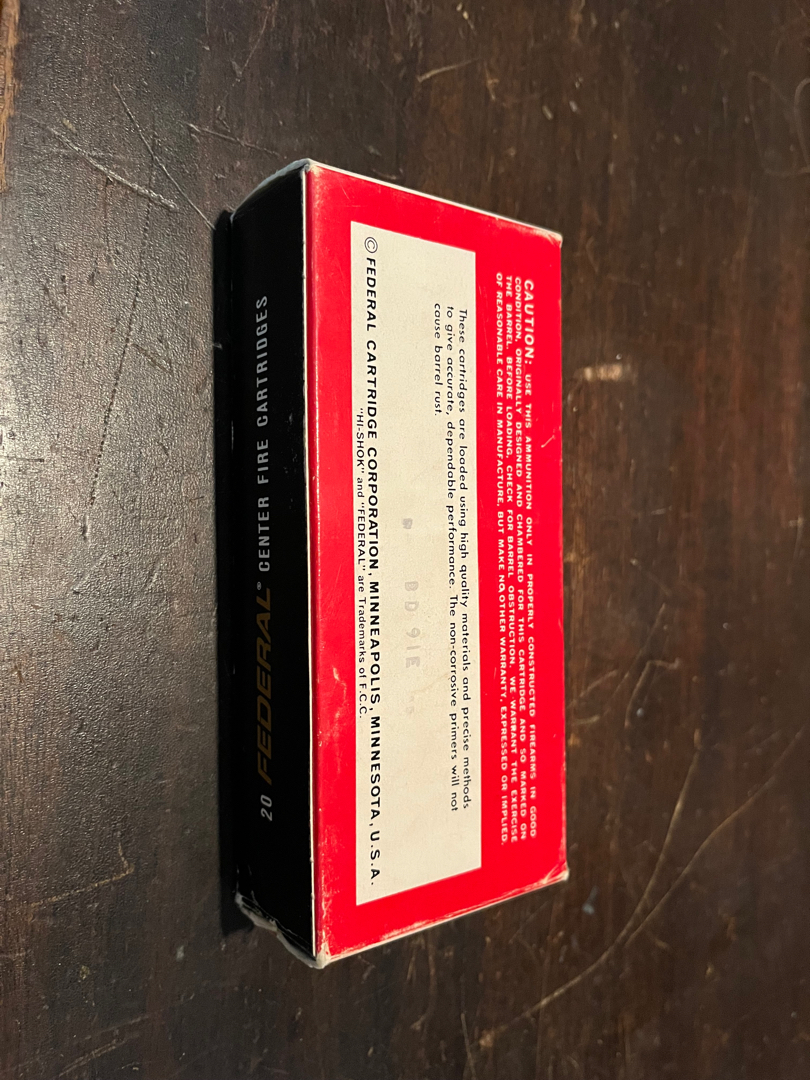 CAUTION: USE THIS AMMUNITION ONLY IN PROPERLY CONSTRUCTED FIREARMS IN GOOD
CONDITION, ORIGINALLY DESIGNED AND CHAMBERED FOR THIS CARTRIDGE AND SO MARKED ON
THE BARREL. BEFORE LOADING, CHECK FOR BARREL OBSTRUCTION. WE WARRANT THE EXERCISE
OF REASONABLE CARE IN MANUFACTURE, BUT MAKE NO OTHER WARRANTY, EXPRESSED OR IMPLIED.
These cartridges are loaded using high quality materials and precise methods
to give accurate, dependable performance. The non-corrosive primers will not
cause barrel rust.
© FEDERAL CARTRIDGE CORPORATION, MINNEAPOLIS, MINNESOTA, U.S.A.
"HI-SHOK" and "FEDERAL" are Trademarks of F.C.C.
20 FEDERAL® CENTER FIRE CARTRIDGES